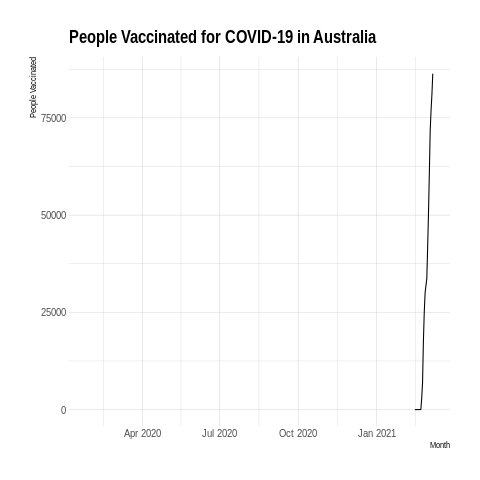 People Vaccinated for COVID-19 in Australia
People Vaccinated
75000
50000
25000
0
Apr 2020 Jul 2020 Oct 2020 Jan 2021
Month